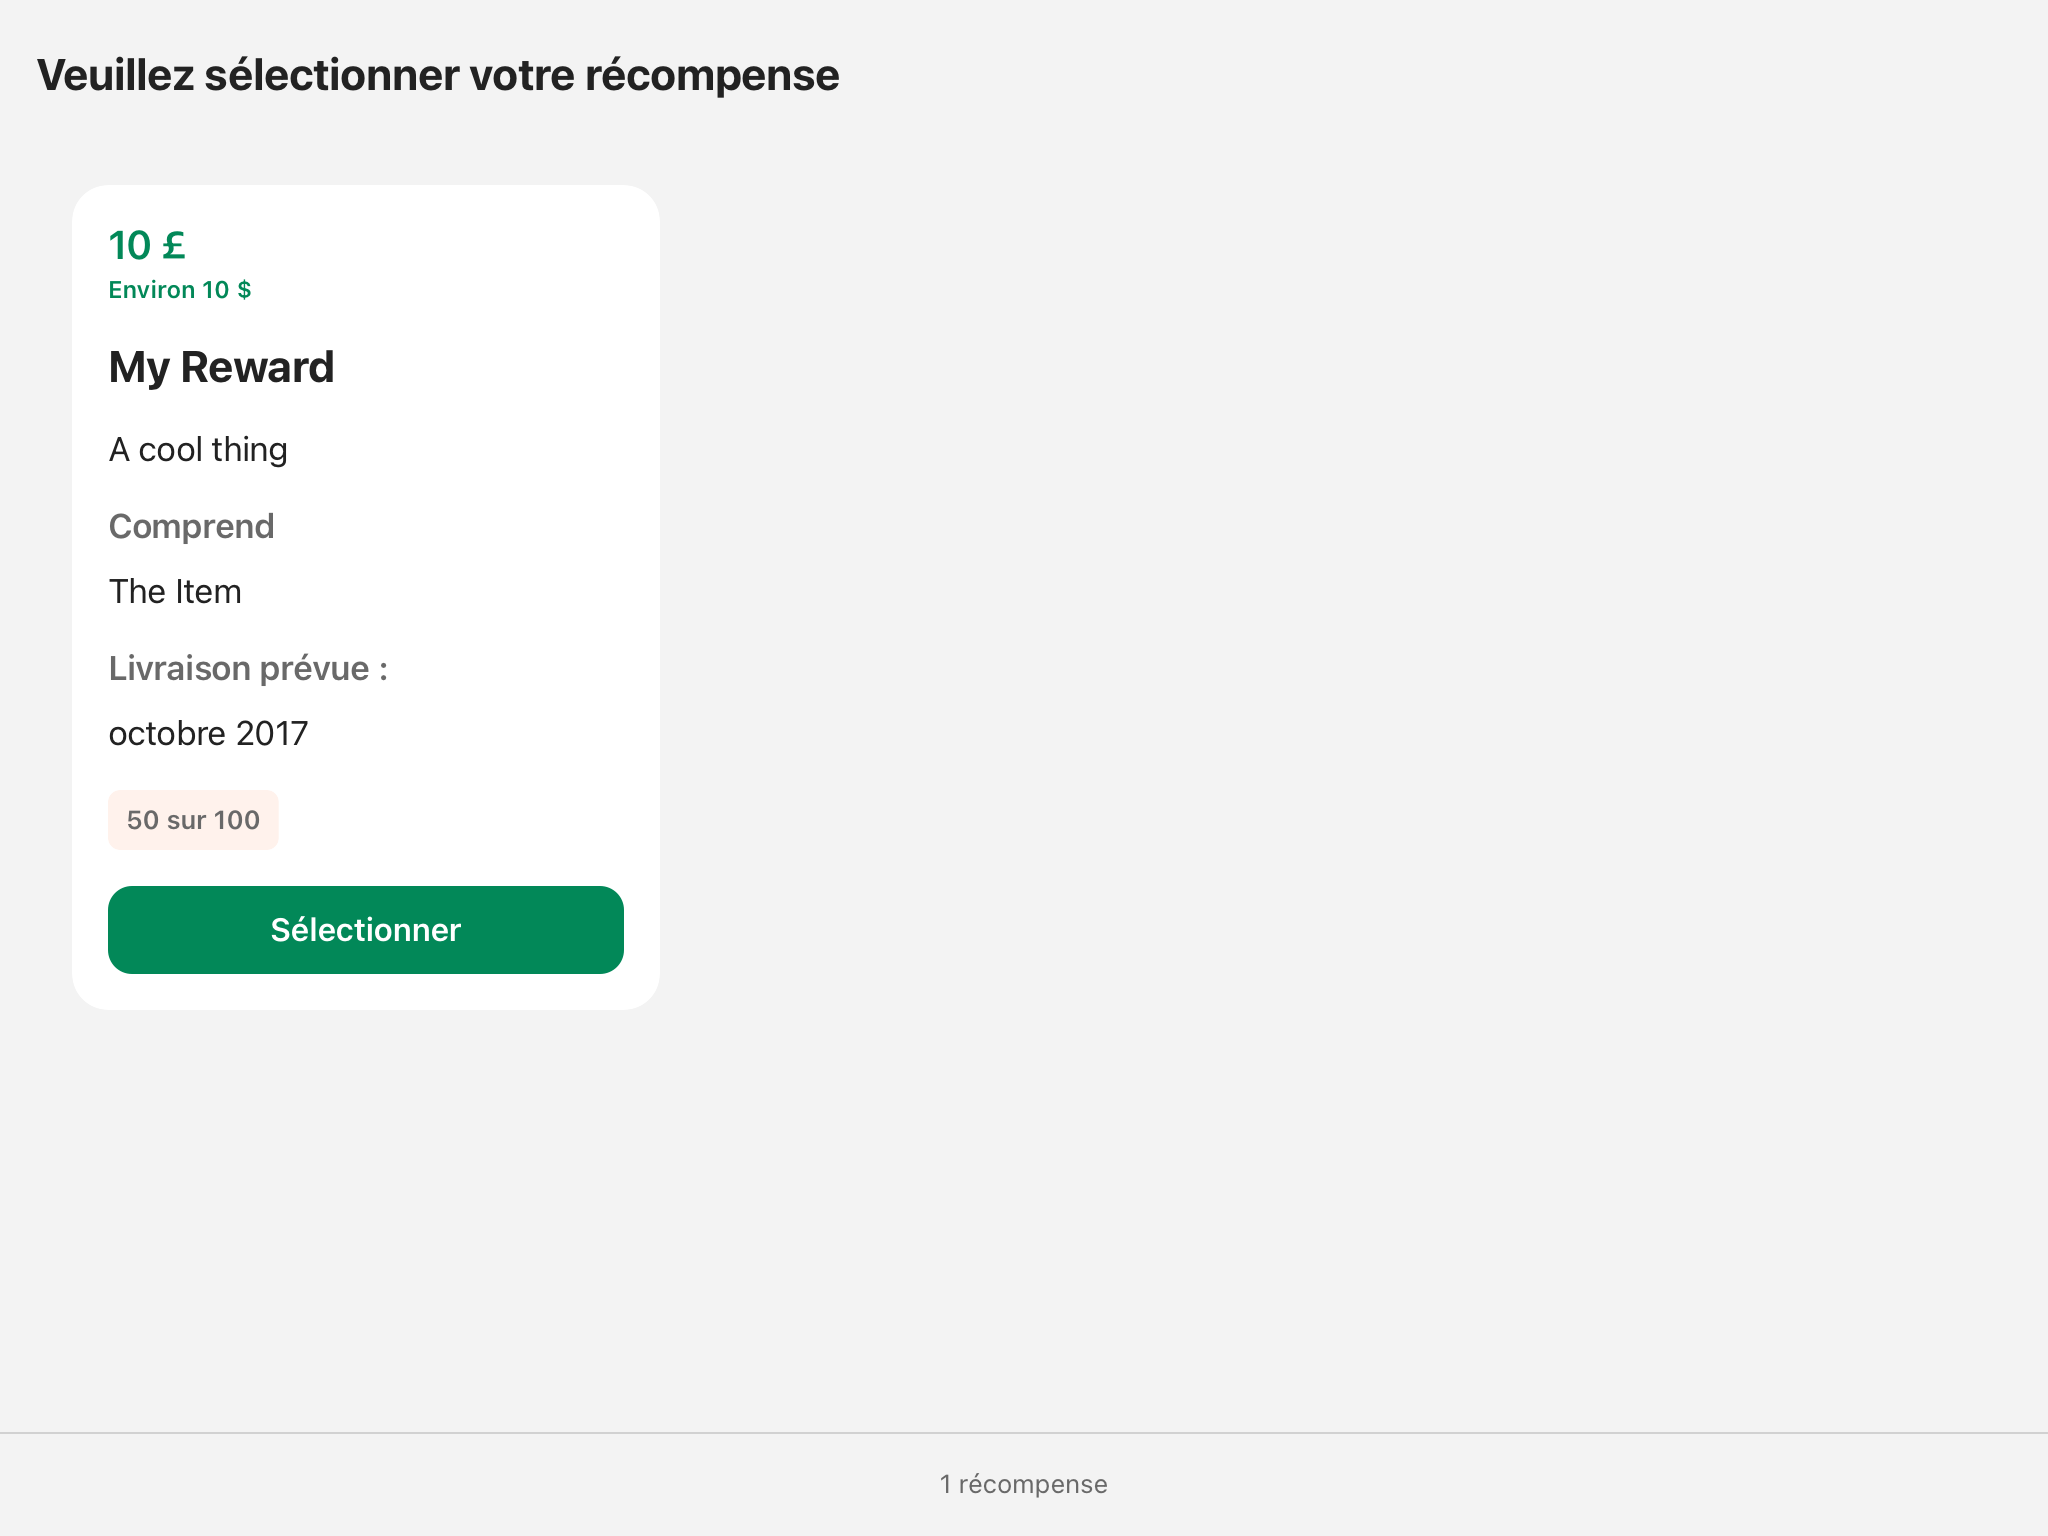 Veuillez sélectionner votre récompense
10 £
Environ 10 $
My Reward
A cool thing
Comprend
The Item
Livraison prévue :
octobre 2017
50 sur 100
Sélectionner
1 récompense